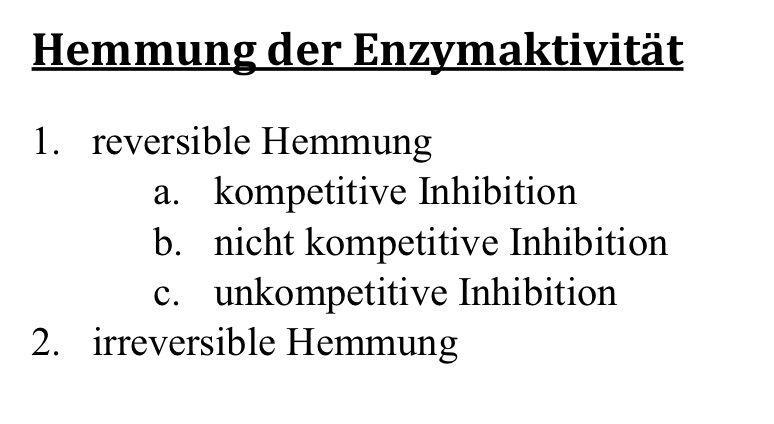 Hemmung der Enzymaktivität
1. reversible Hemmung
a. kompetitive Inhibition
b. nicht kompetitive Inhibition
c. unkompetitive Inhibition
2. irreversible Hemmung